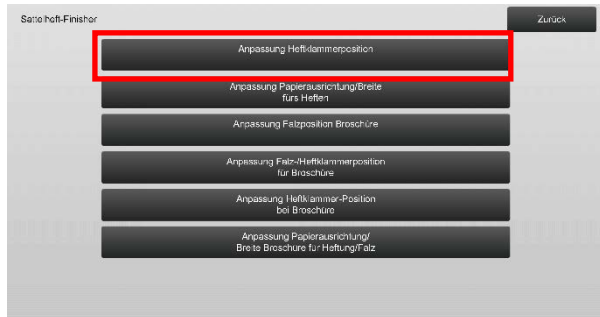 Sattelheft-Finisher
Zurück
Anpassung Heftklammerposition
Anpassung Papierausrichtung/Breite
fürs Heften
Anpassung Falzposition Broschüre
Anpassung Falz-/Heftklammerposition
für Broschüre
Anpassung Heftklammer-Position
bei Broschüre
Anpassung Papierausrichtung/
Breite Broschüre für Heftung/Falz